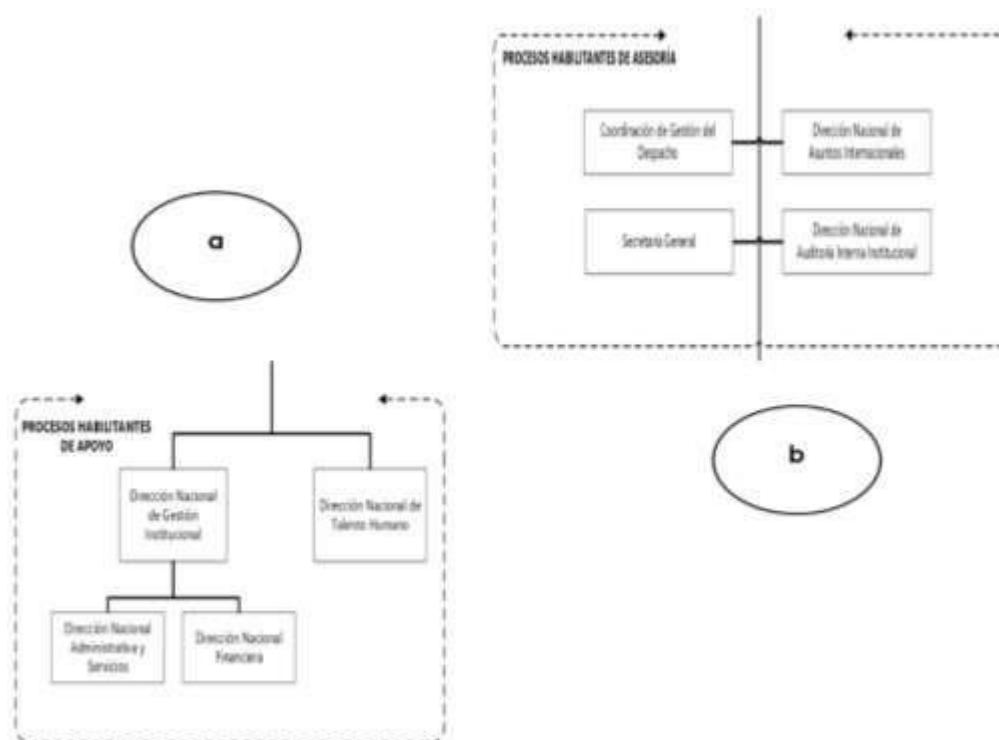 PROCESOS HABILITANTES DE ASESORÍA
Coordinación de Gestión del
Despacho
Dirección Nacional de
Asuntos Internacionales
Secretaría General
Dirección Nacional de
Auditoría Interna Institucional
a
b
PROCESOS HABILITANTES
DE APOYO
Dirección Nacional
de Gestión
Institucional
Dirección Nacional de
Talento Humano
Dirección Nacional
Administrativa y
Servicios
Dirección Nacional
Financiera